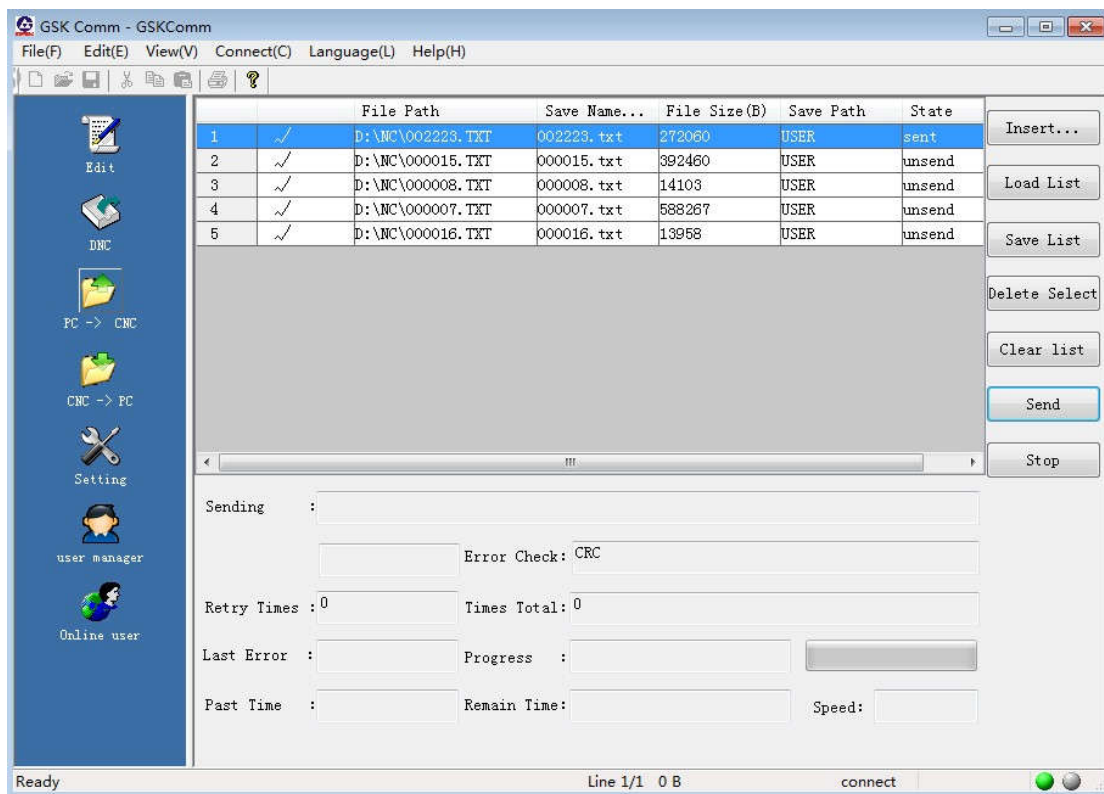 GSK Comm - GSKComm
File(F) Edit(E) View(V) Connect(C) Language(L) Help(H)
Edit
DNC
PC -> CNC
CNC -> PC
Setting
user manager
Online user
File Path Save Name... File Size(B) Save Path State
1 D:\NC\002223.TXT 002223.txt 272060 USER sent
2 D:\NC\000015.TXT 000015.txt 392460 USER unsend
3 D:\NC\000008.TXT 000008.txt 14103 USER unsend
4 D:\NC\000007.TXT 000007.txt 588267 USER unsend
5 D:\NC\000016.TXT 000016.txt 13958 USER unsend
Insert...
Load List
Save List
Delete Select
Clear list
Send
Stop
Sending :
Error Check: CRC
Retry Times : 0 Times Total: 0
Last Error : Progress :
Past Time : Remain Time: Speed:
Ready Line 1/1 0 B connect